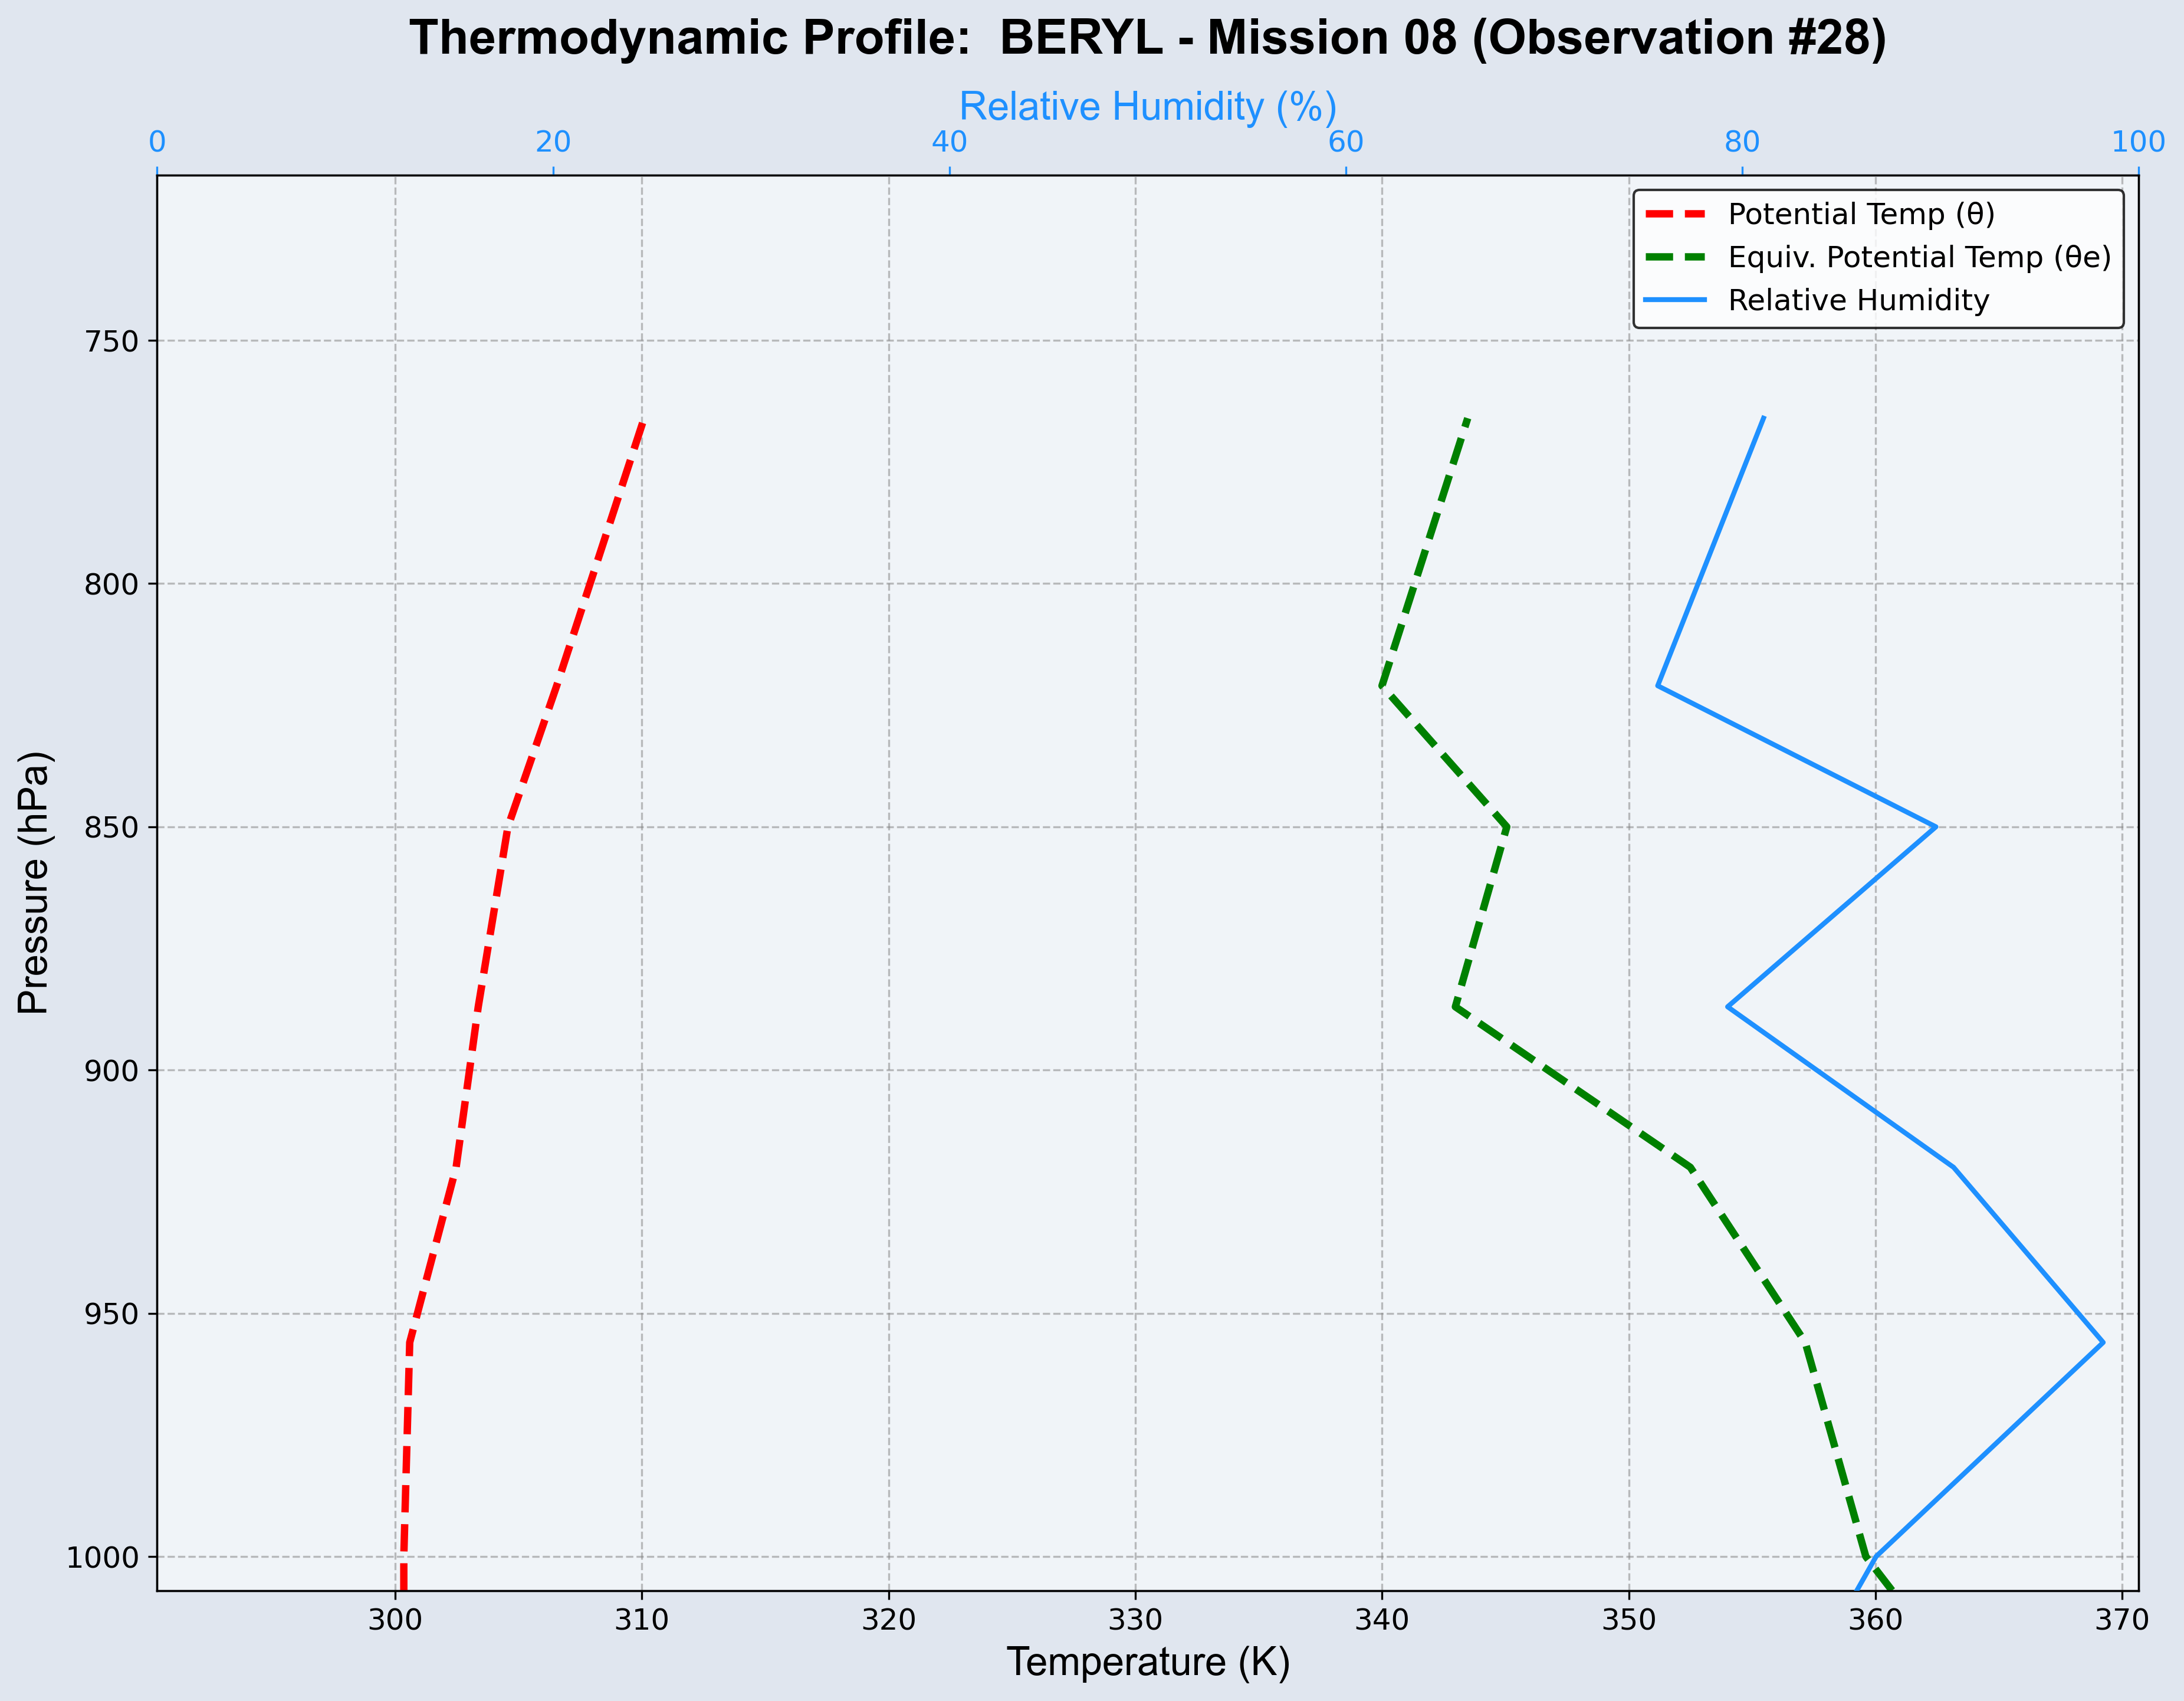 Thermodynamic Profile:  BERYL - Mission 08 (Observation #28)
Relative Humidity (%)
0 20 40 60 80 100
Potential Temp (θ)
Equiv. Potential Temp (θe)
Relative Humidity
750
800
850
900
950
1000
Pressure (hPa)
300 310 320 330 340 350 360 370
Temperature (K)